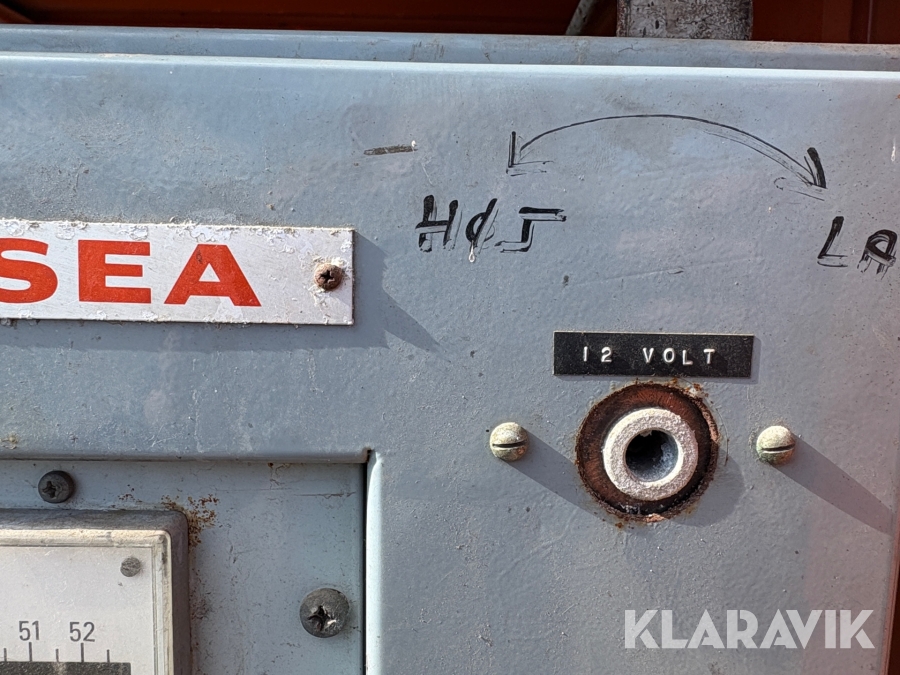 HØJ
LA
SEA
12 VOLT
51 52
KLARAVIK